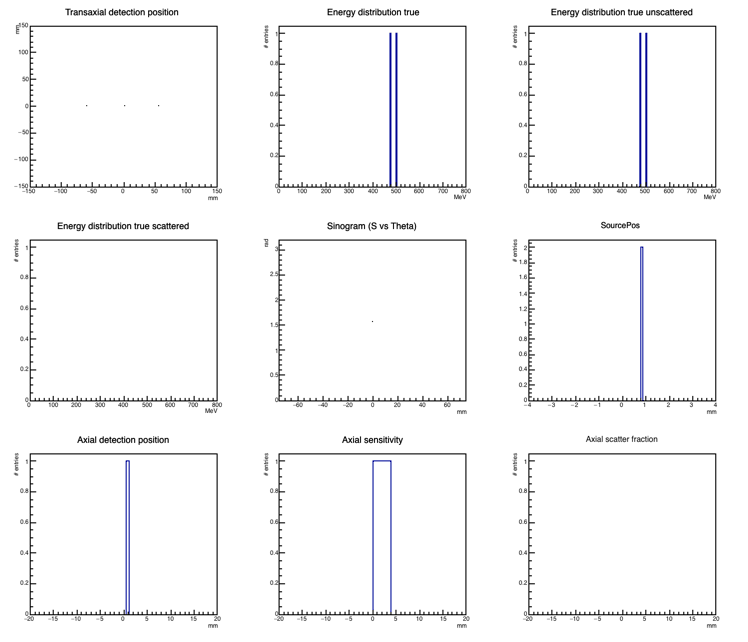 Transaxial detection position
Energy distribution true
Energy distribution true unscattered
mm
150
100
50
0
−50
−100
−150
−150 −100 −50 0 50 100 150
mm
# entries
1
0.8
0.6
0.4
0.2
0
0 100 200 300 400 500 600 700 800
MeV
# entries
1
0.8
0.6
0.4
0.2
0
0 100 200 300 400 500 600 700 800
MeV
Energy distribution true scattered
Sinogram (S vs Theta)
SourcePos
# entries
1
0.8
0.6
0.4
0.2
0
0 100 200 300 400 500 600 700 800
MeV
rad
3
2.5
2
1.5
1
0.5
0
−60 −40 −20 0 20 40 60
mm
# entries
2
1.8
1.6
1.4
1.2
1
0.8
0.6
0.4
0.2
0
−4 −3 −2 −1 0 1 2 3 4
mm
Axial detection position
Axial sensitivity
Axial scatter fraction
# entries
1
0.8
0.6
0.4
0.2
0
−20 −15 −10 −5 0 5 10 15 20
mm
# entries
1
0.8
0.6
0.4
0.2
0
−20 −15 −10 −5 0 5 10 15 20
mm
# entries
1
0.8
0.6
0.4
0.2
0
−20 −15 −10 −5 0 5 10 15 20
mm